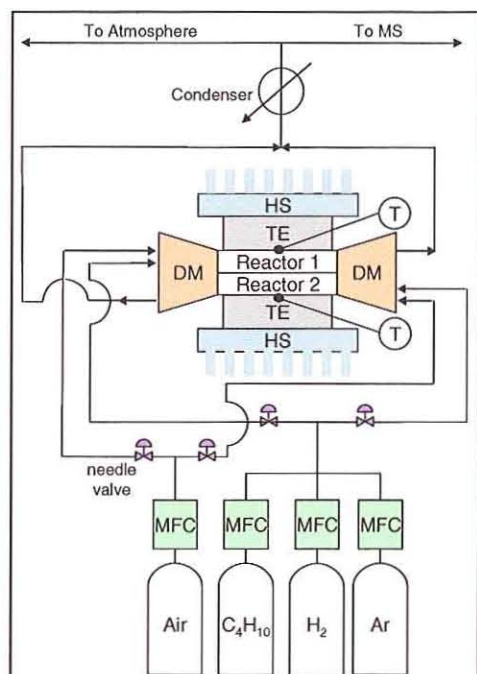 To Atmosphere To MS
Condenser
HS
T
TE
DM Reactor 1 DM
Reactor 2
TE
T
HS
needle
valve
MFC MFC MFC MFC
Air C₄H₁₀ H₂ Ar